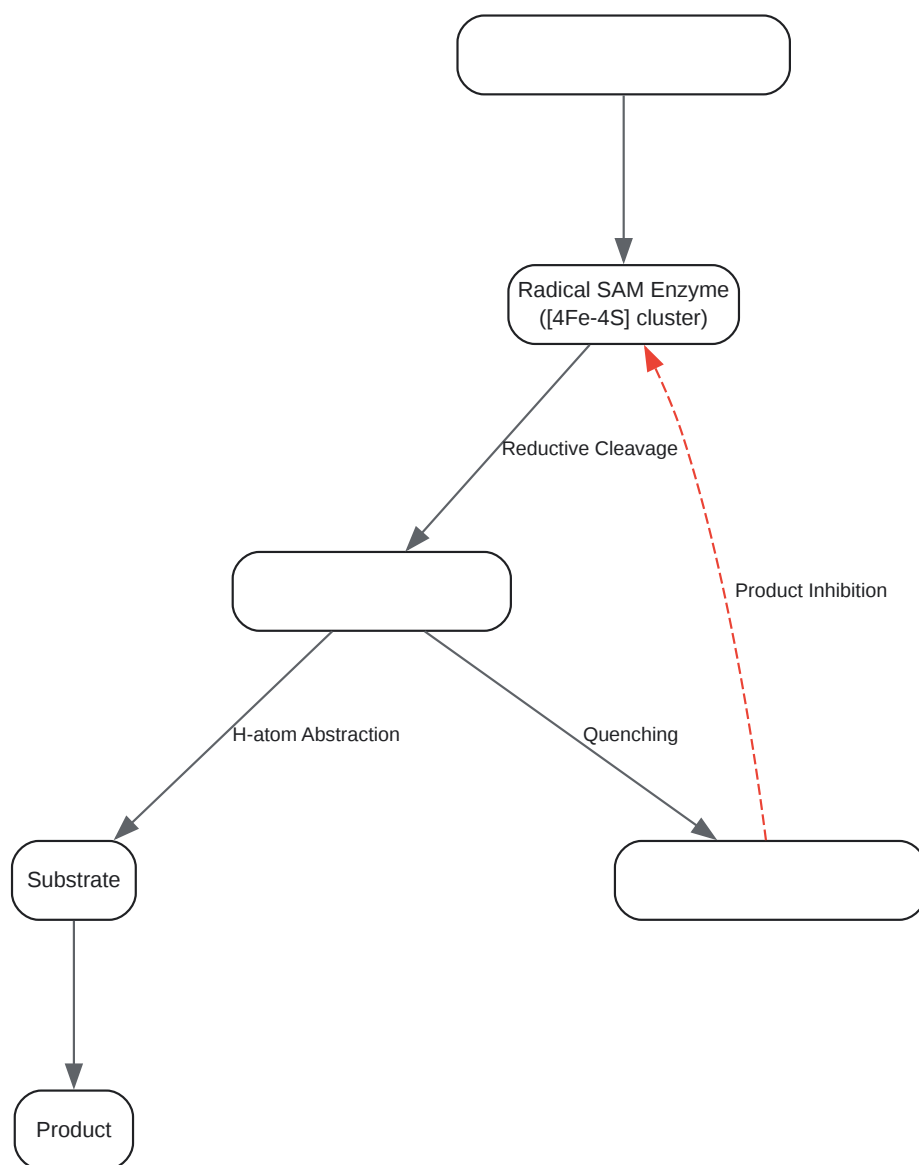 Radical SAM Enzyme
([4Fe-4S] cluster)
Reductive Cleavage
Product Inhibition
H-atom Abstraction
Quenching
Substrate
Product